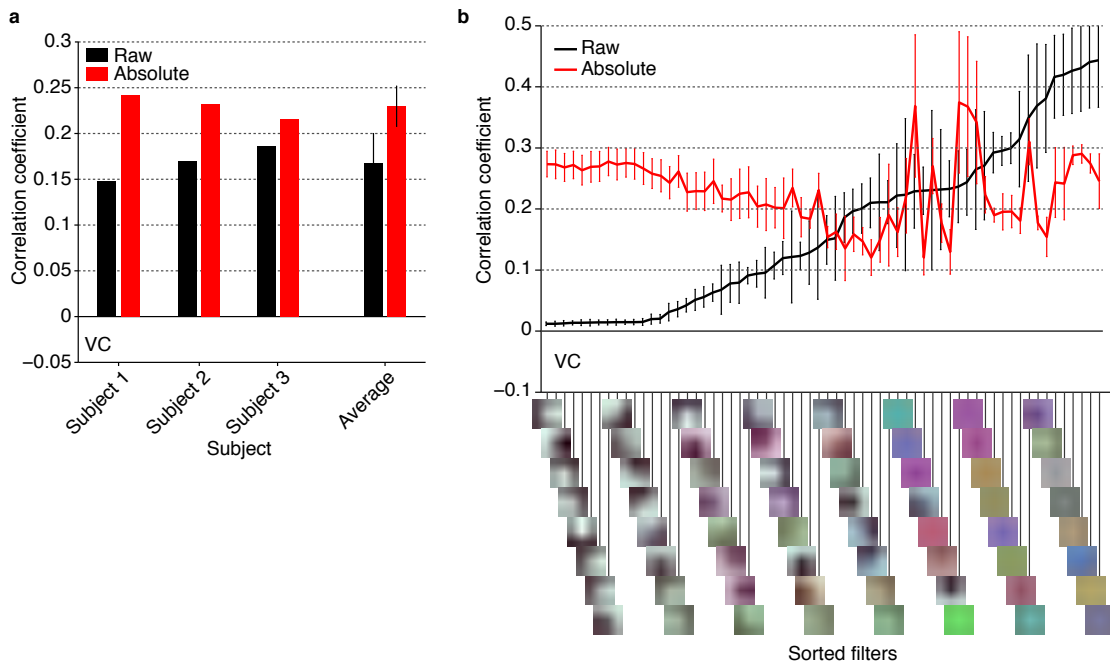 a
0.3
0.25
0.2
0.15
0.1
0.05
0
−0.05
Correlation coefficient
Raw
Absolute
VC
Subject 1
Subject 2
Subject 3
Average
Subject
b
0.5
0.4
0.3
0.2
0.1
0
−0.1
Correlation coefficient
Raw
Absolute
VC
Sorted filters